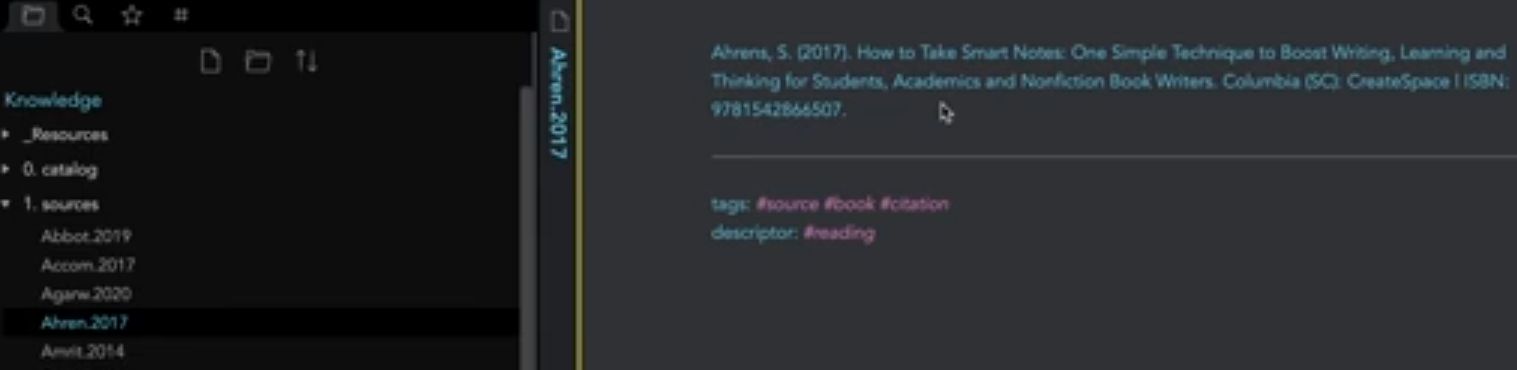 Knowledge
_Resources
0. catalog
1. sources
Abbot.2019
Accom.2017
Agarw.2020
Ahren.2017
Amrit.2014
Ahren.2017
Ahrens, S. (2017). How to Take Smart Notes: One Simple Technique to Boost Writing, Learning and
Thinking for Students, Academics and Nonfiction Book Writers. Columbia (SC): CreateSpace | ISBN:
9781542866507.
tags: #source #book #citation
descriptor: #reading